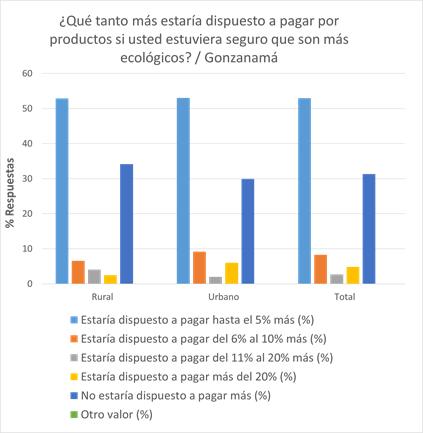 ¿Qué tanto más estaría dispuesto a pagar por
productos si usted estuviera seguro que son más
ecológicos? / Gonzanamá
60
50
40
30
20
10
0
% Respuestas
Rural Urbano Total
Estaría dispuesto a pagar hasta el 5% más (%)
Estaría dispuesto a pagar del 6% al 10% más (%)
Estaría dispuesto a pagar del 11% al 20% más (%)
Estaría dispuesto a pagar más del 20% (%)
No estaría dispuesto a pagar más (%)
Otro valor (%)